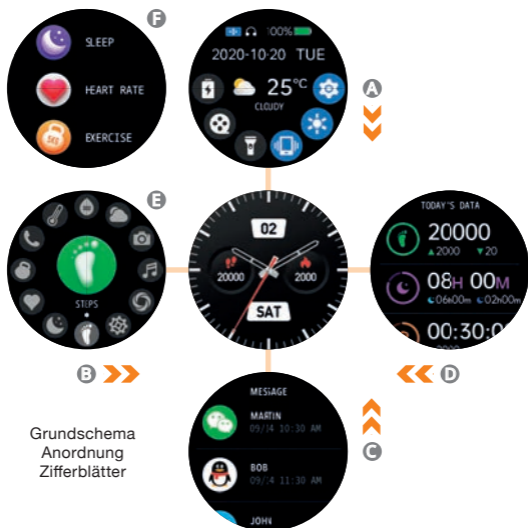 F
SLEEP
HEART RATE
EXERCISE
100%
2020-10-20 TUE
25°C
CLOUDY
A
E
STEPS
B
02
20000
2000
SAT
TODAY'S DATA
20000
▲2000 ▼20
08H 00M
06h00m 02h00m
00:30:0
D
MESSAGE
MARTIN
09/14 10:30 AM
BOB
09/14 11:30 AM
JOHN
C
Grundschema
Anordnung
Zifferblätter